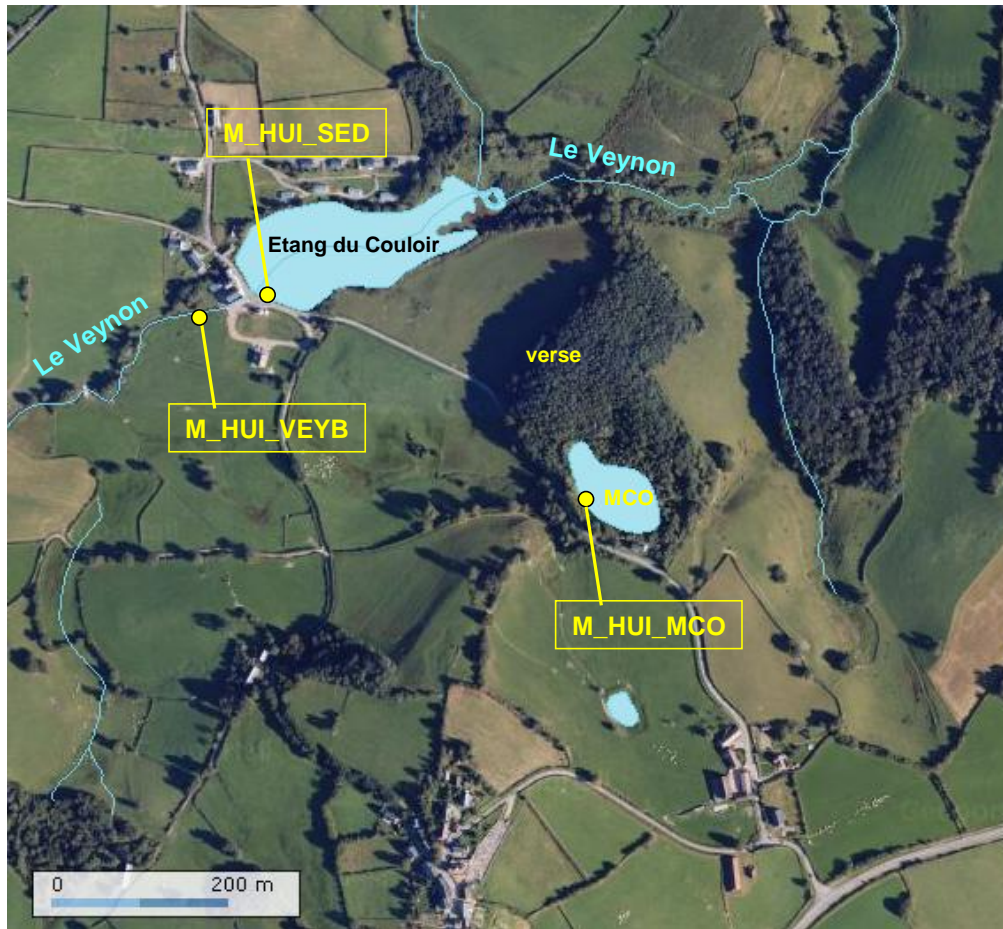 M_HUI_SED
Le Veynon
Etang du Couloir
Le Veynon
verse
M_HUI_VEYB
MCO
M_HUI_MCO
0 200 m